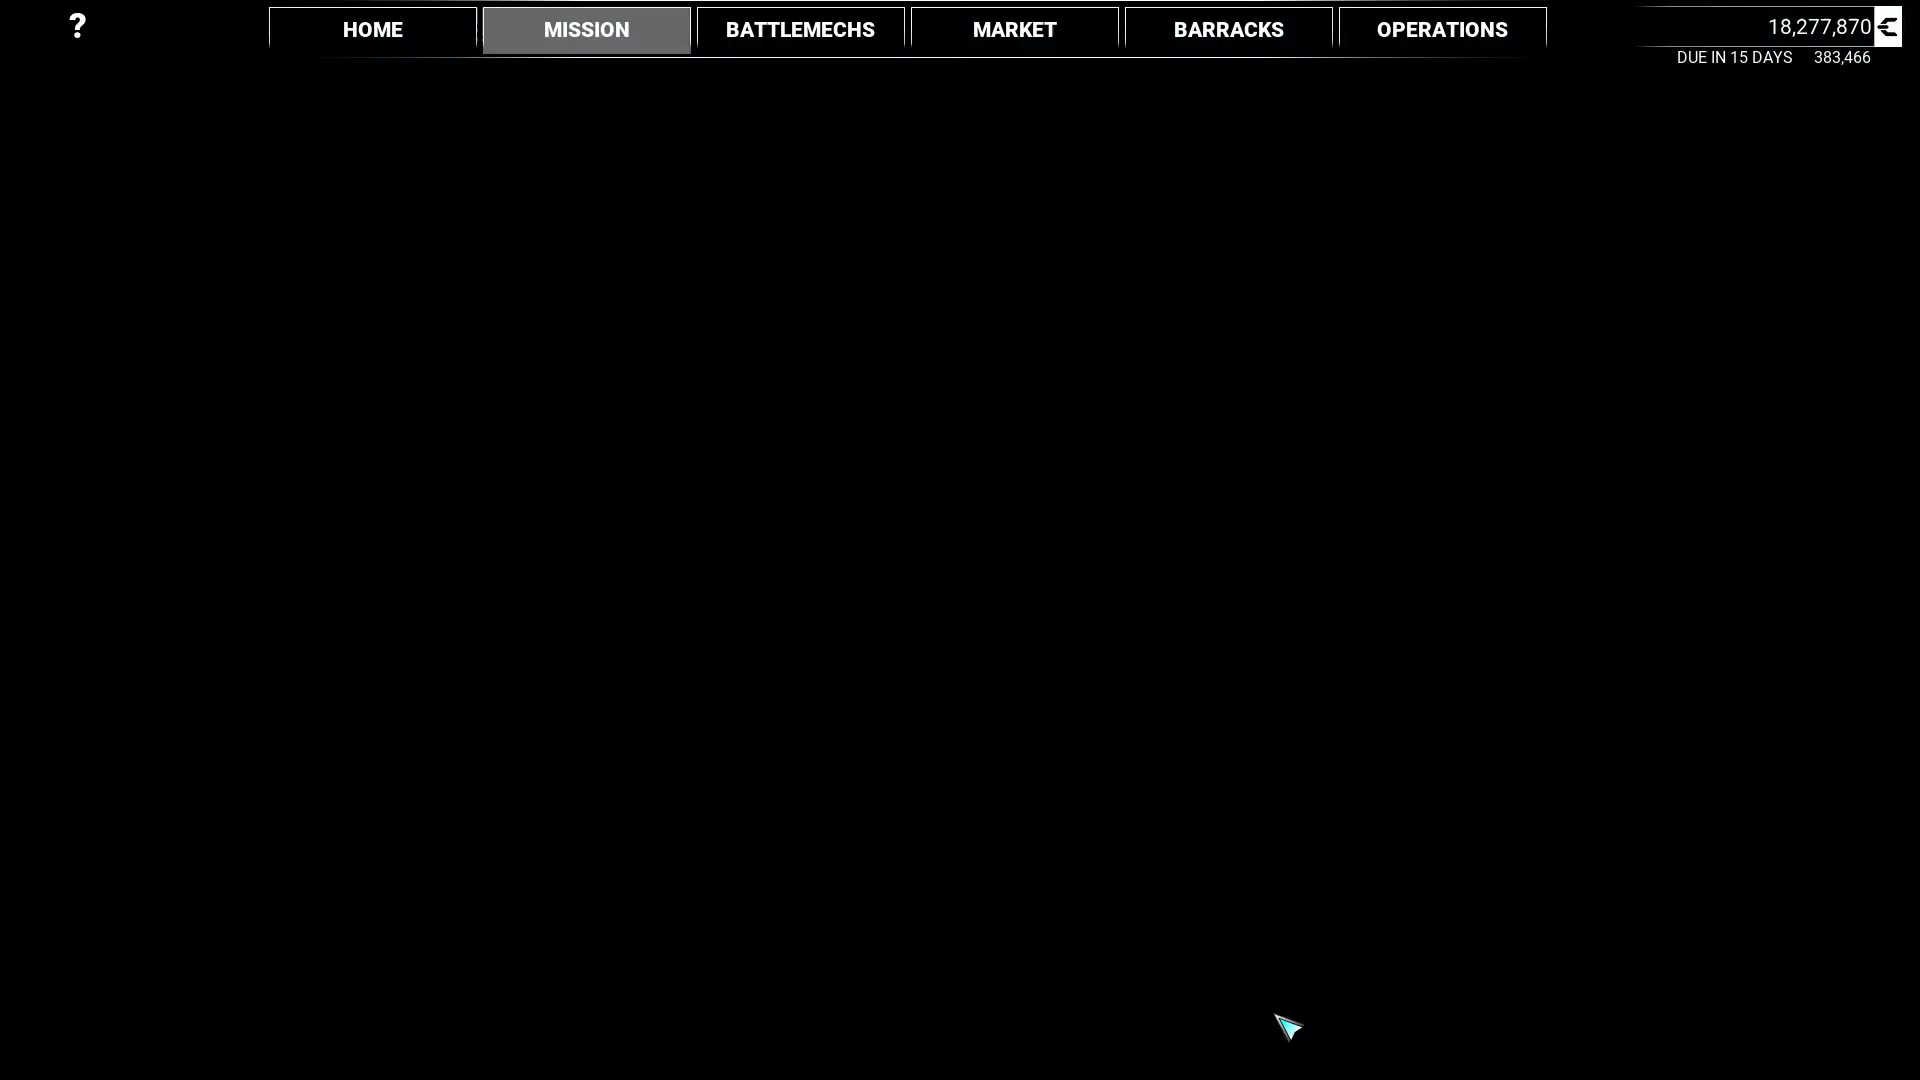 ?
HOME
MISSION
BATTLEMECHS
MARKET
BARRACKS
OPERATIONS
18,277,870
DUE IN 15 DAYS 383,466